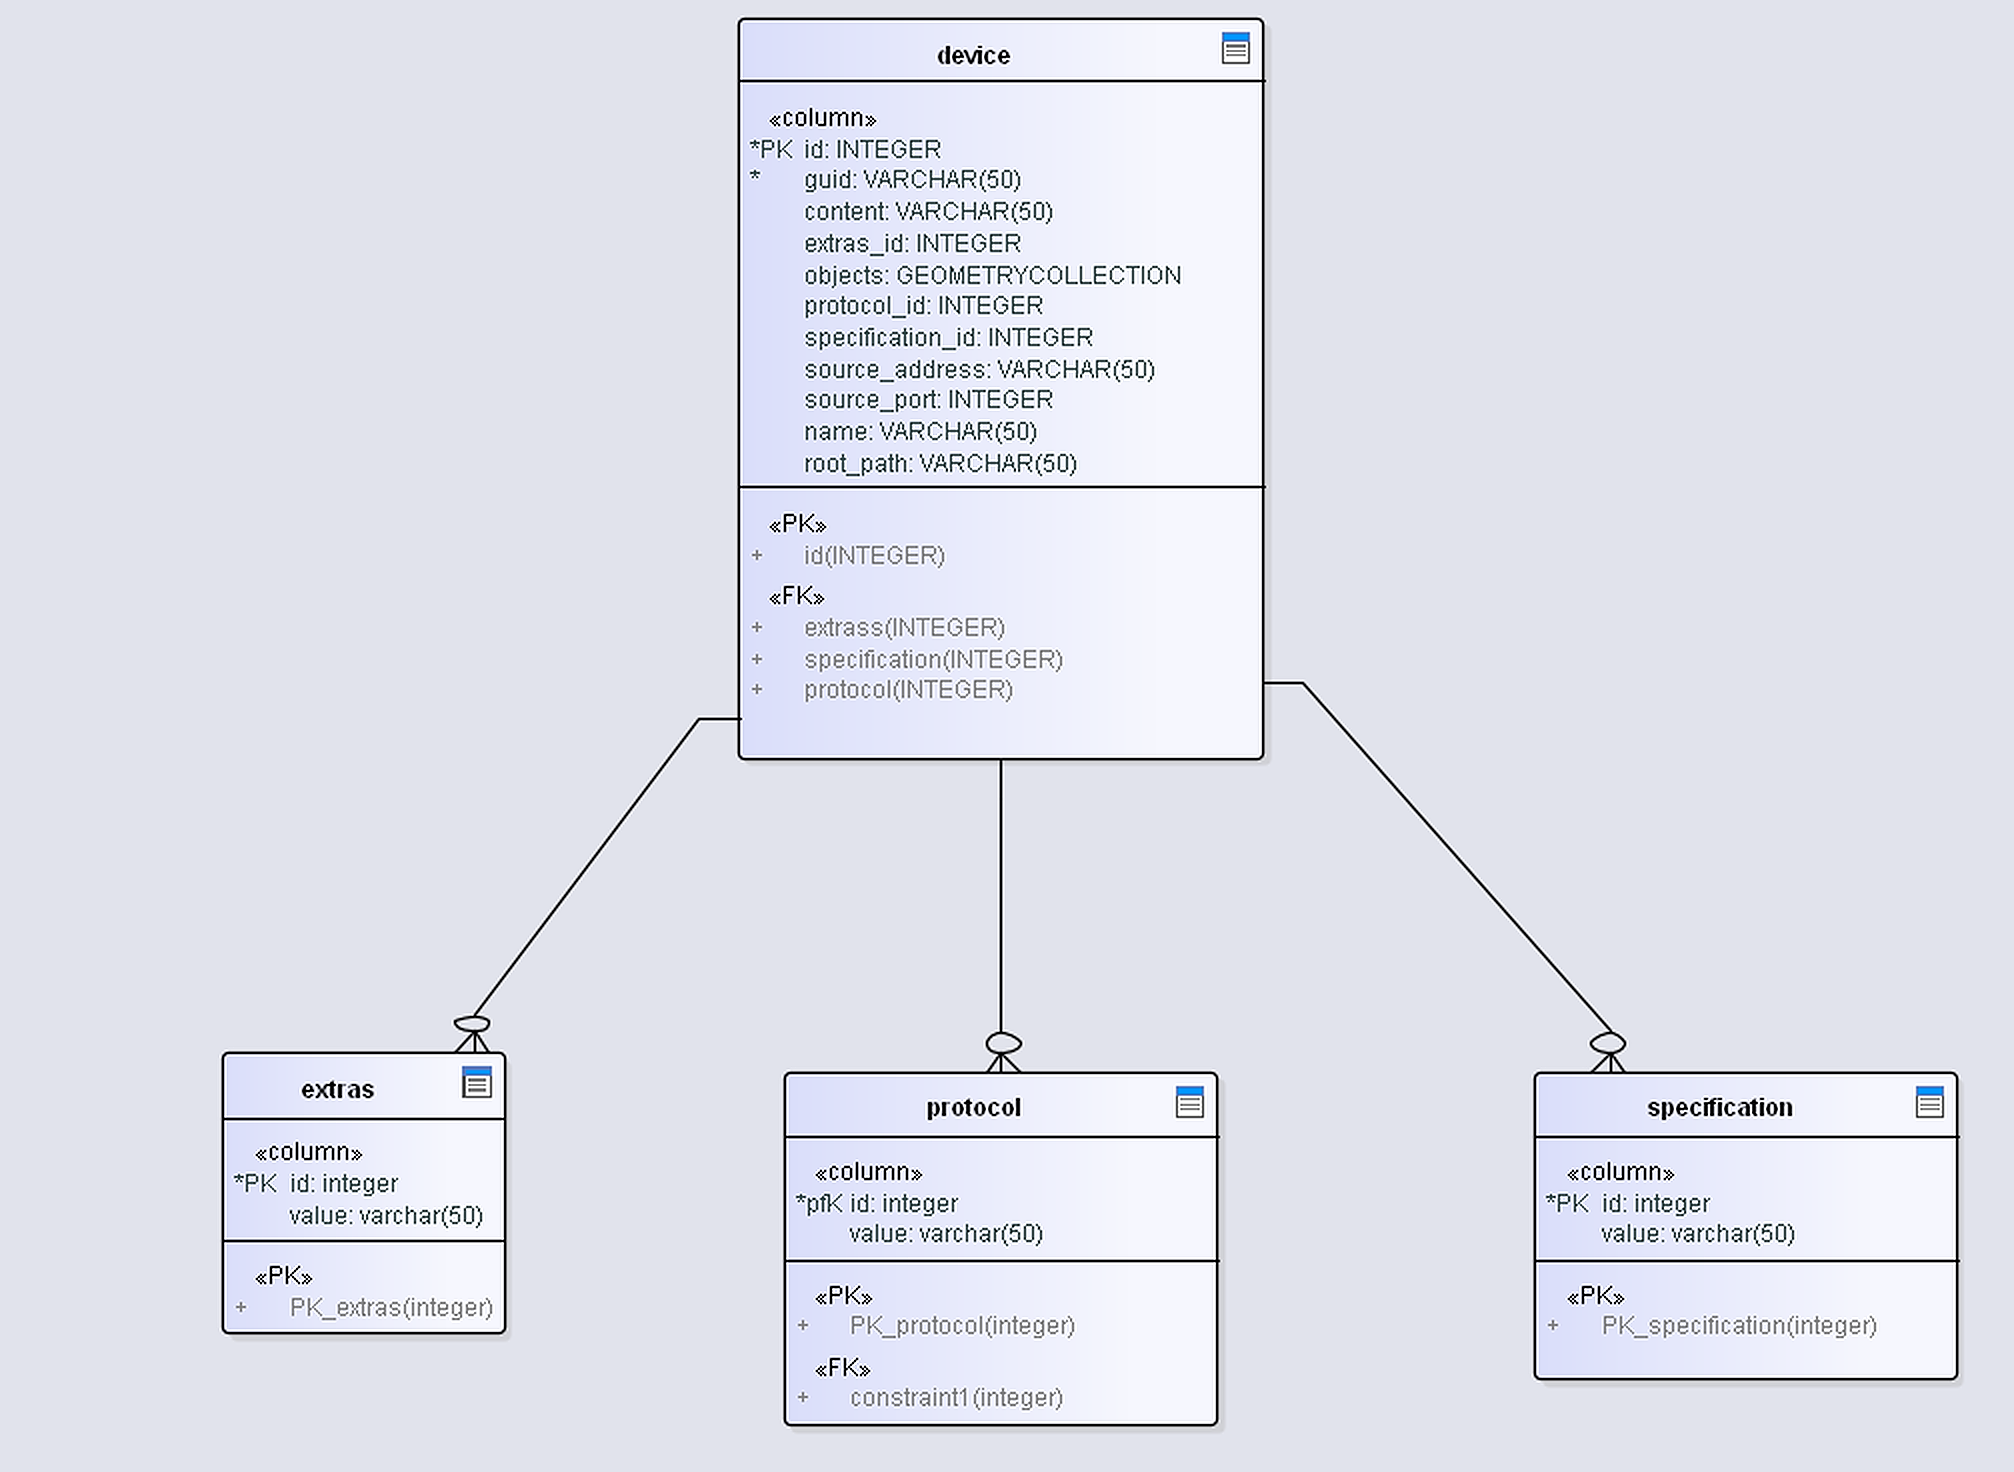 device
«column»
*PK id: INTEGER
* guid: VARCHAR(50)
content: VARCHAR(50)
extras_id: INTEGER
objects: GEOMETRYCOLLECTION
protocol_id: INTEGER
specification_id: INTEGER
source_address: VARCHAR(50)
source_port: INTEGER
name: VARCHAR(50)
root_path: VARCHAR(50)
«PK»
+ id(INTEGER)
«FK»
+ extrass(INTEGER)
+ specification(INTEGER)
+ protocol(INTEGER)
extras
«column»
*PK id: integer
value: varchar(50)
«PK»
+ PK_extras(integer)
protocol
«column»
*pfK id: integer
value: varchar(50)
«PK»
+ PK_protocol(integer)
«FK»
+ constraint1(integer)
specification
«column»
*PK id: integer
value: varchar(50)
«PK»
+ PK_specification(integer)